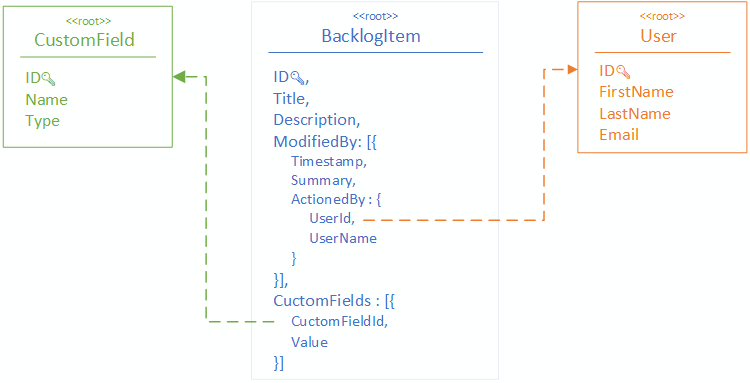 <<root>>
CustomField
ID
Name
Type
<<root>>
BacklogItem
ID,
Title,
Description,
ModifiedBy: [{
Timestamp,
Summary,
ActionedBy : {
UserId,
UserName
}
}],
CuctomFields : [{
CuctomFieldId,
Value
}]
<<root>>
User
ID
FirstName
LastName
Email